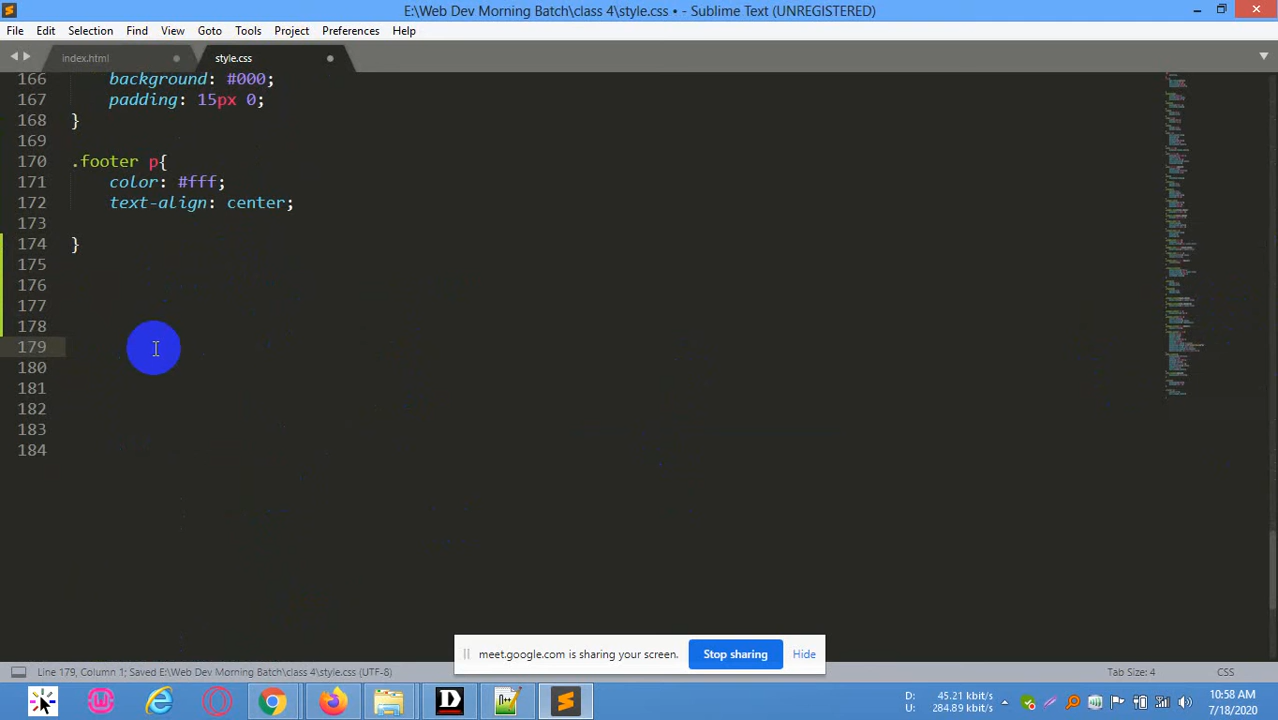 E:\Web Dev Morning Batch\class 4\style.css • - Sublime Text (UNREGISTERED)
File Edit Selection Find View Goto Tools Project Preferences Help
index.html style.css
166 background: #000;
167 padding: 15px 0;
168 }
169
170 .footer p{
171 color: #fff;
172 text-align: center;
173
174 }
175
176
177
178
179
180
181
182
183
184
meet.google.com is sharing your screen. Stop sharing Hide
Line 179, Column 1; Saved E:\Web Dev Morning Batch\class 4\style.css (UTF-8) Tab Size: 4 CSS
D: 45.21 kbit/s 10:58 AM
U: 284.89 kbit/s 7/18/2020